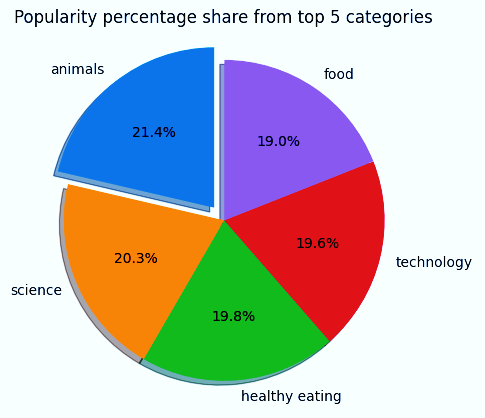 Popularity percentage share from top 5 categories
animals
21.4%
food
19.0%
technology
19.6%
science
20.3%
healthy eating
19.8%